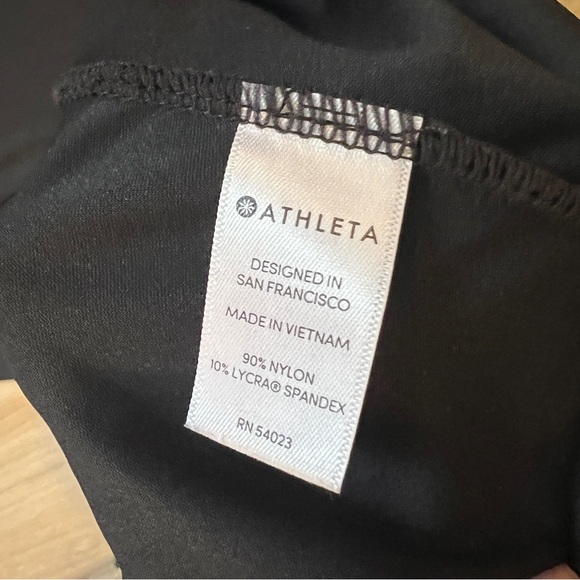 ATHLETA
DESIGNED IN
SAN FRANCISCO
MADE IN VIETNAM
90% NYLON
10% LYCRA® SPANDEX
RN 54023